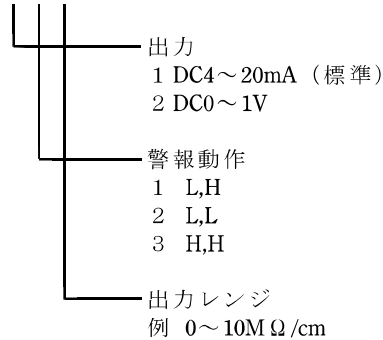 出力
1 DC4～20mA（標準）
2 DC0～1V
警報動作
1 L,H
2 L,L
3 H,H
出力レンジ
例 0～10MΩ/cm